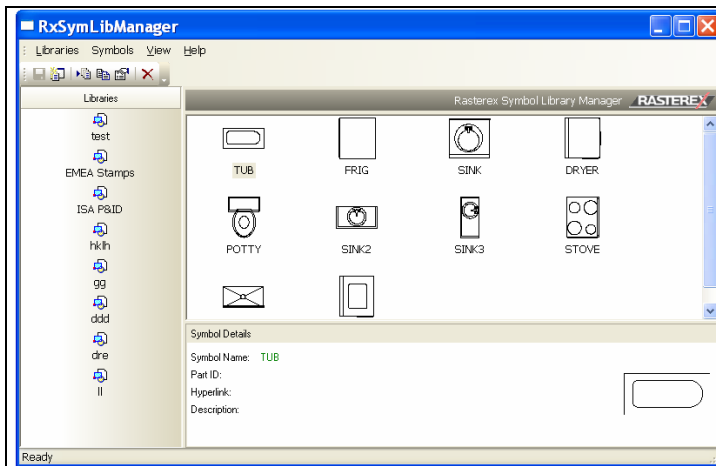 RxSymLibManager
Libraries Symbols View Help
Libraries
Rasterex Symbol Library Manager RASTEREX
test
EMEA Stamps
ISA P&ID
hklh
gg
ddd
dre
ll
TUB FRIG SINK DRYER
POTTY SINK2 SINK3 STOVE
Symbol Details
Symbol Name: TUB
Part ID:
Hyperlink:
Description:
Ready